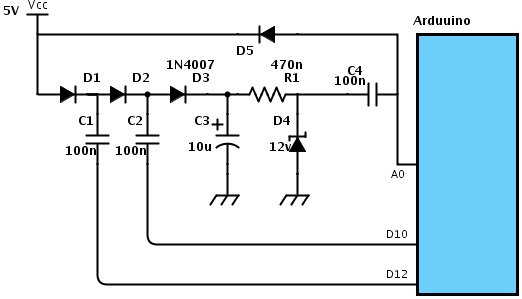 5V Vcc
Arduuino
D5
1N4007 470n
D1 D2 D3 R1 C4
100n
C1 C2 C3 D4
100n 100n 10u 12v
A0
D10
D12